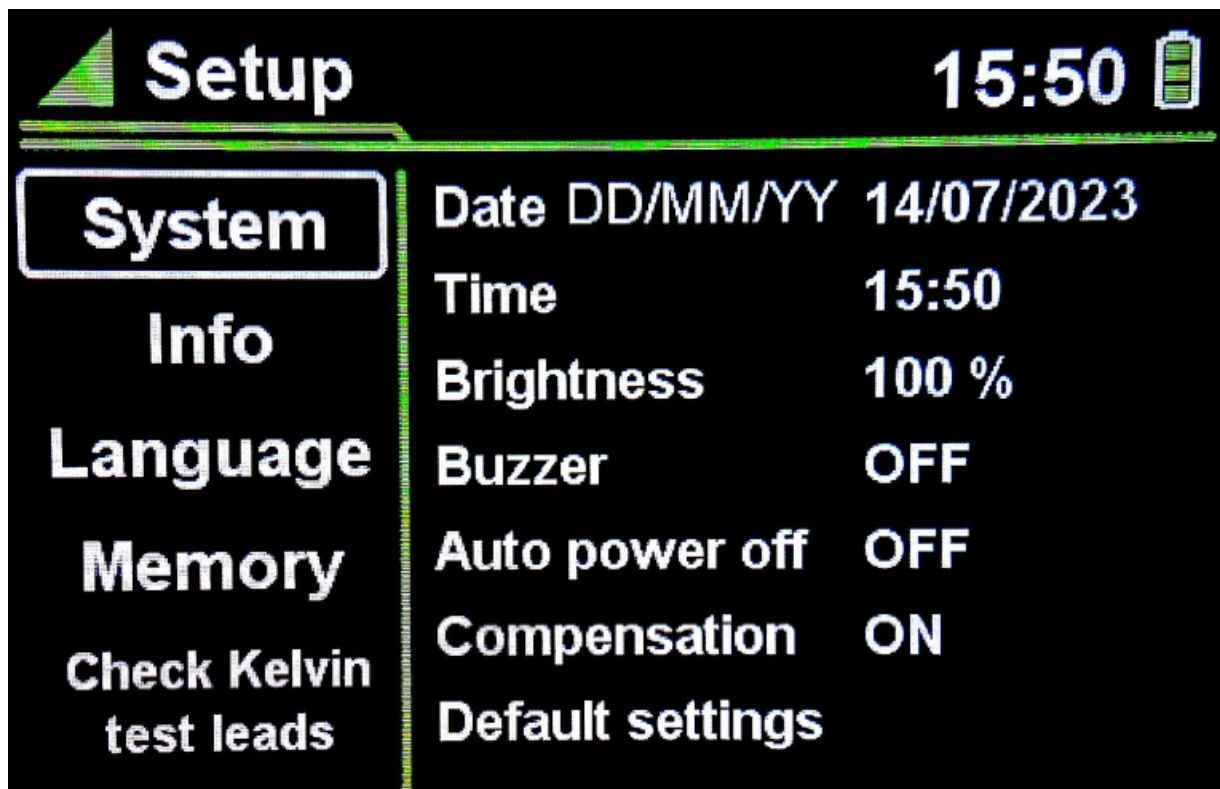 Setup
15:50
System
Info
Language
Memory
Check Kelvin
test leads
Date DD/MM/YY 14/07/2023
Time 15:50
Brightness 100 %
Buzzer OFF
Auto power off OFF
Compensation ON
Default settings